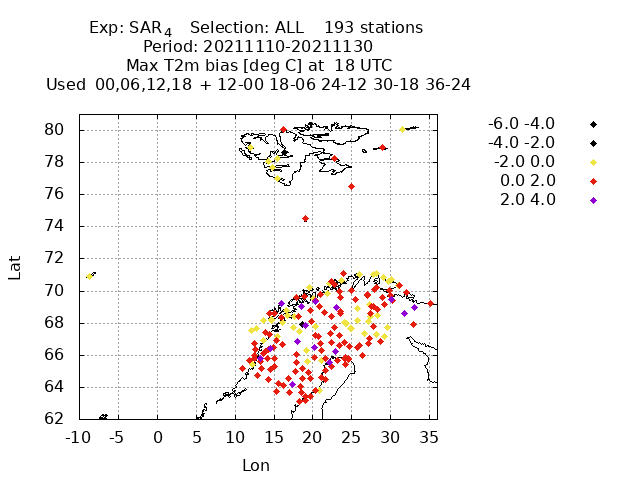 Exp: SAR_4   Selection: ALL    193 stations
Period: 20211110-20211130
Max T2m bias [deg C] at  18 UTC
Used  00,06,12,18  + 12-00 18-06 24-12 30-18 36-24
-6.0 -4.0
-4.0 -2.0
-2.0 0.0
0.0 2.0
2.0 4.0
80
78
76
74
72
70
68
66
64
62
Lat
-10 -5 0 5 10 15 20 25 30 35
Lon